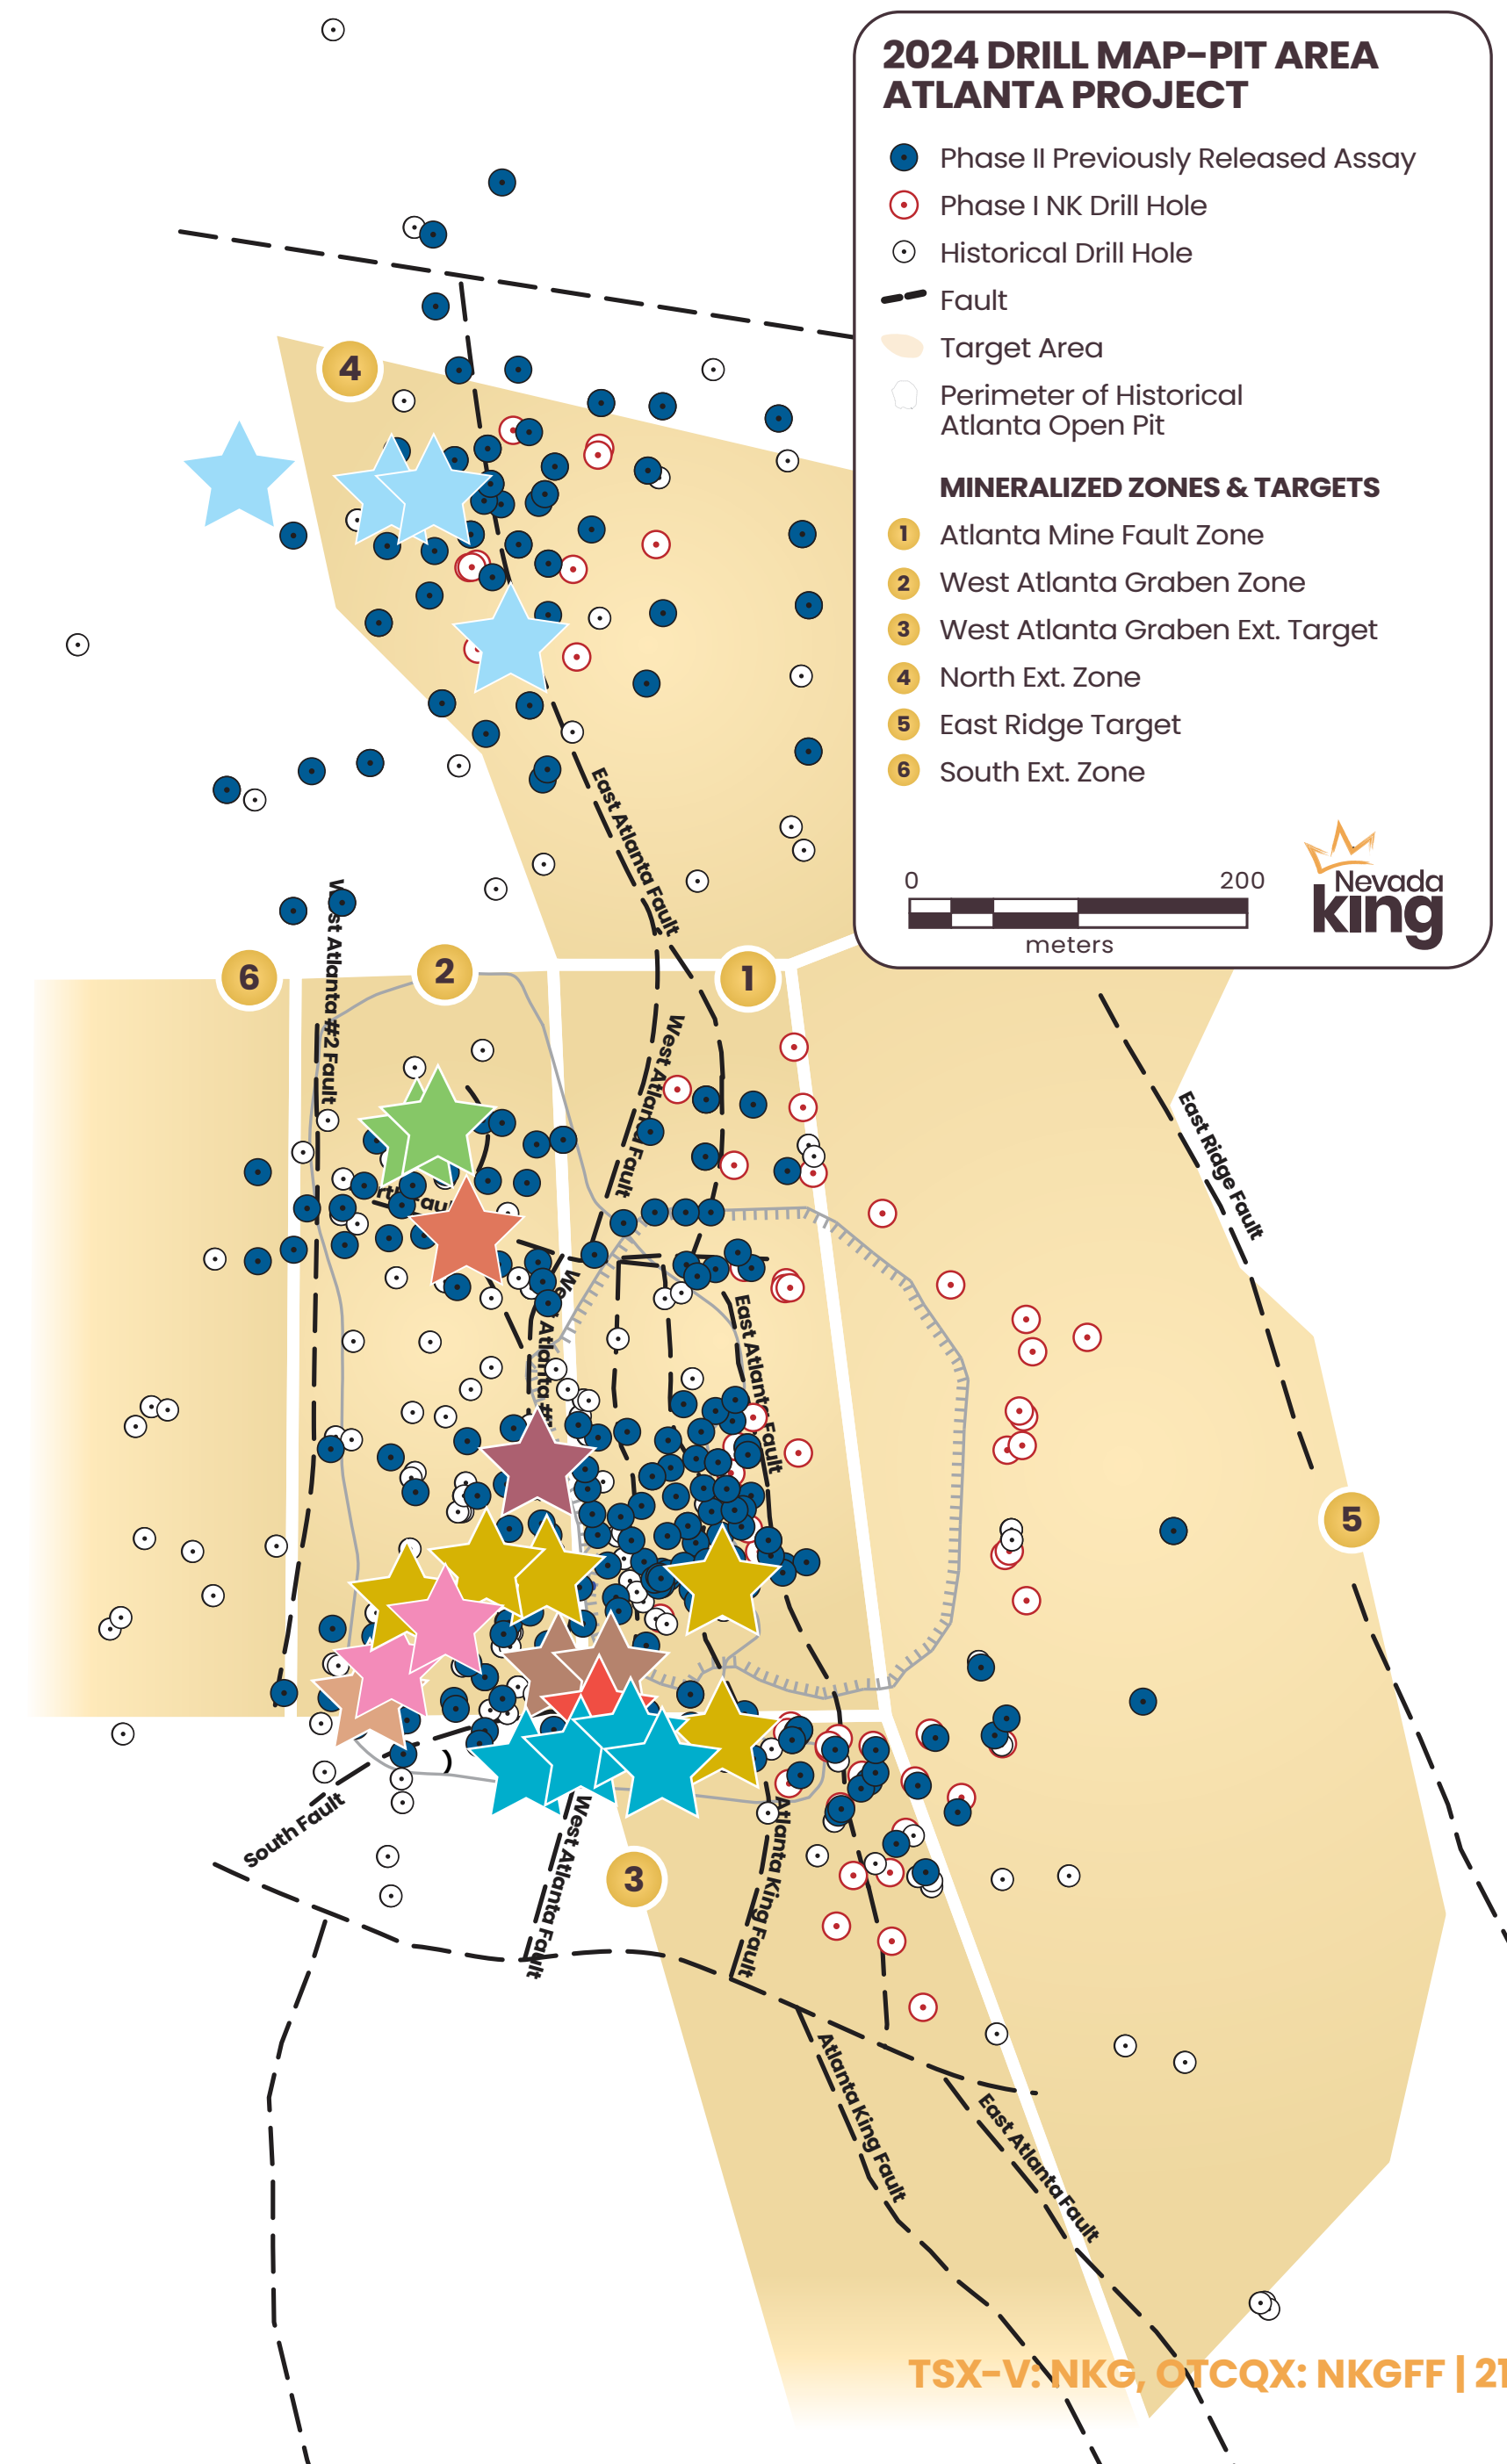 2024 DRILL MAP-PIT AREA
ATLANTA PROJECT
Phase II Previously Released Assay
Phase I NK Drill Hole
Historical Drill Hole
Fault
Target Area
Perimeter of Historical
Atlanta Open Pit
MINERALIZED ZONES & TARGETS
1 Atlanta Mine Fault Zone
2 West Atlanta Graben Zone
3 West Atlanta Graben Ext. Target
4 North Ext. Zone
5 East Ridge Target
6 South Ext. Zone
0 200
meters
Nevada
king
4
East Atlanta Fault
West Atlanta #2 Fault
6
2
1
West Atlanta Fault
East Ridge Fault
East Atlanta Fault
5
South Fault
West Atlanta Fault
3
Atlanta King Fault
Atlanta King Fault
East Atlanta Fault
TSX-V: NKG, OTCQX: NKGFF | 21